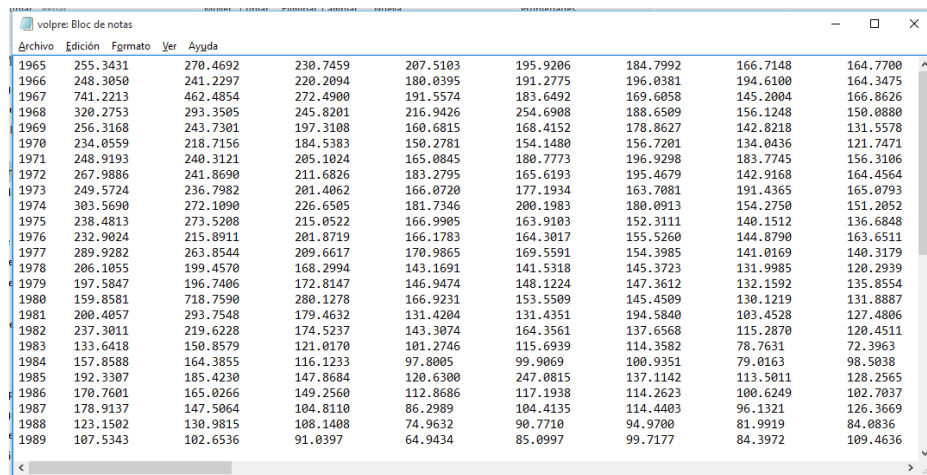 volpre: Bloc de notas
Archivo Edición Formato Ver Ayuda
1965 255.3431 270.4692 230.7459 207.5103 195.9206 184.7992 166.7148 164.7700
1966 248.3050 241.2297 220.2094 180.0395 191.2775 196.0381 194.6100 164.3475
1967 741.2213 462.4854 272.4900 191.5574 183.6492 169.6058 145.2004 166.8626
1968 320.2753 293.3505 245.8201 216.9426 254.6908 188.6509 156.1248 150.0880
1969 256.3168 243.7301 197.3108 160.6815 168.4152 178.8627 142.8218 131.5578
1970 234.0559 218.7156 184.5383 150.2781 154.1480 156.7201 134.0436 121.7471
1971 248.9193 240.3121 205.1024 165.0845 180.7773 196.9298 183.7745 156.3106
1972 267.9886 241.8690 211.6826 183.2795 165.6193 195.4679 142.9168 164.4564
1973 249.5724 236.7982 201.4062 166.0720 177.1934 163.7081 191.4365 165.0793
1974 303.5690 272.1090 226.6505 181.7346 200.1983 180.0913 154.2750 151.2052
1975 238.4813 273.5208 215.0522 166.9905 163.9103 152.3111 140.1512 136.6848
1976 232.9024 215.8911 201.8719 166.1783 164.3017 155.5260 144.8790 163.6511
1977 289.9282 263.8544 209.6617 170.9865 169.5591 154.3985 141.0169 140.3179
1978 206.1055 199.4570 168.2994 143.1691 141.5318 145.3723 131.9985 120.2939
1979 197.5847 196.7406 172.8147 146.9474 148.1224 147.3612 132.1592 135.8554
1980 159.8581 718.7590 280.1278 166.9231 153.5509 145.4509 130.1219 131.8887
1981 200.4057 293.7548 179.4632 131.4204 131.4351 194.5840 103.4528 127.4806
1982 237.3011 219.6228 174.5237 143.3074 164.3561 137.6568 115.2870 120.4511
1983 133.6418 150.8579 121.0170 101.2746 115.6939 114.3582 78.7631 72.3963
1984 157.8588 164.3855 116.1233 97.8005 99.9069 100.9351 79.0163 98.5038
1985 192.3307 185.4230 147.8684 120.6300 247.0815 137.1142 113.5011 128.2565
1986 170.7601 165.0266 149.2560 112.8686 117.1938 114.2623 100.6249 102.7037
1987 178.9137 147.5064 104.8110 86.2989 104.4135 114.4403 96.1321 126.3669
1988 123.1502 130.9815 108.1408 74.9632 90.7710 94.9700 81.9919 84.0836
1989 107.5343 102.6536 91.0397 64.9434 85.0997 99.7177 84.3972 109.4636